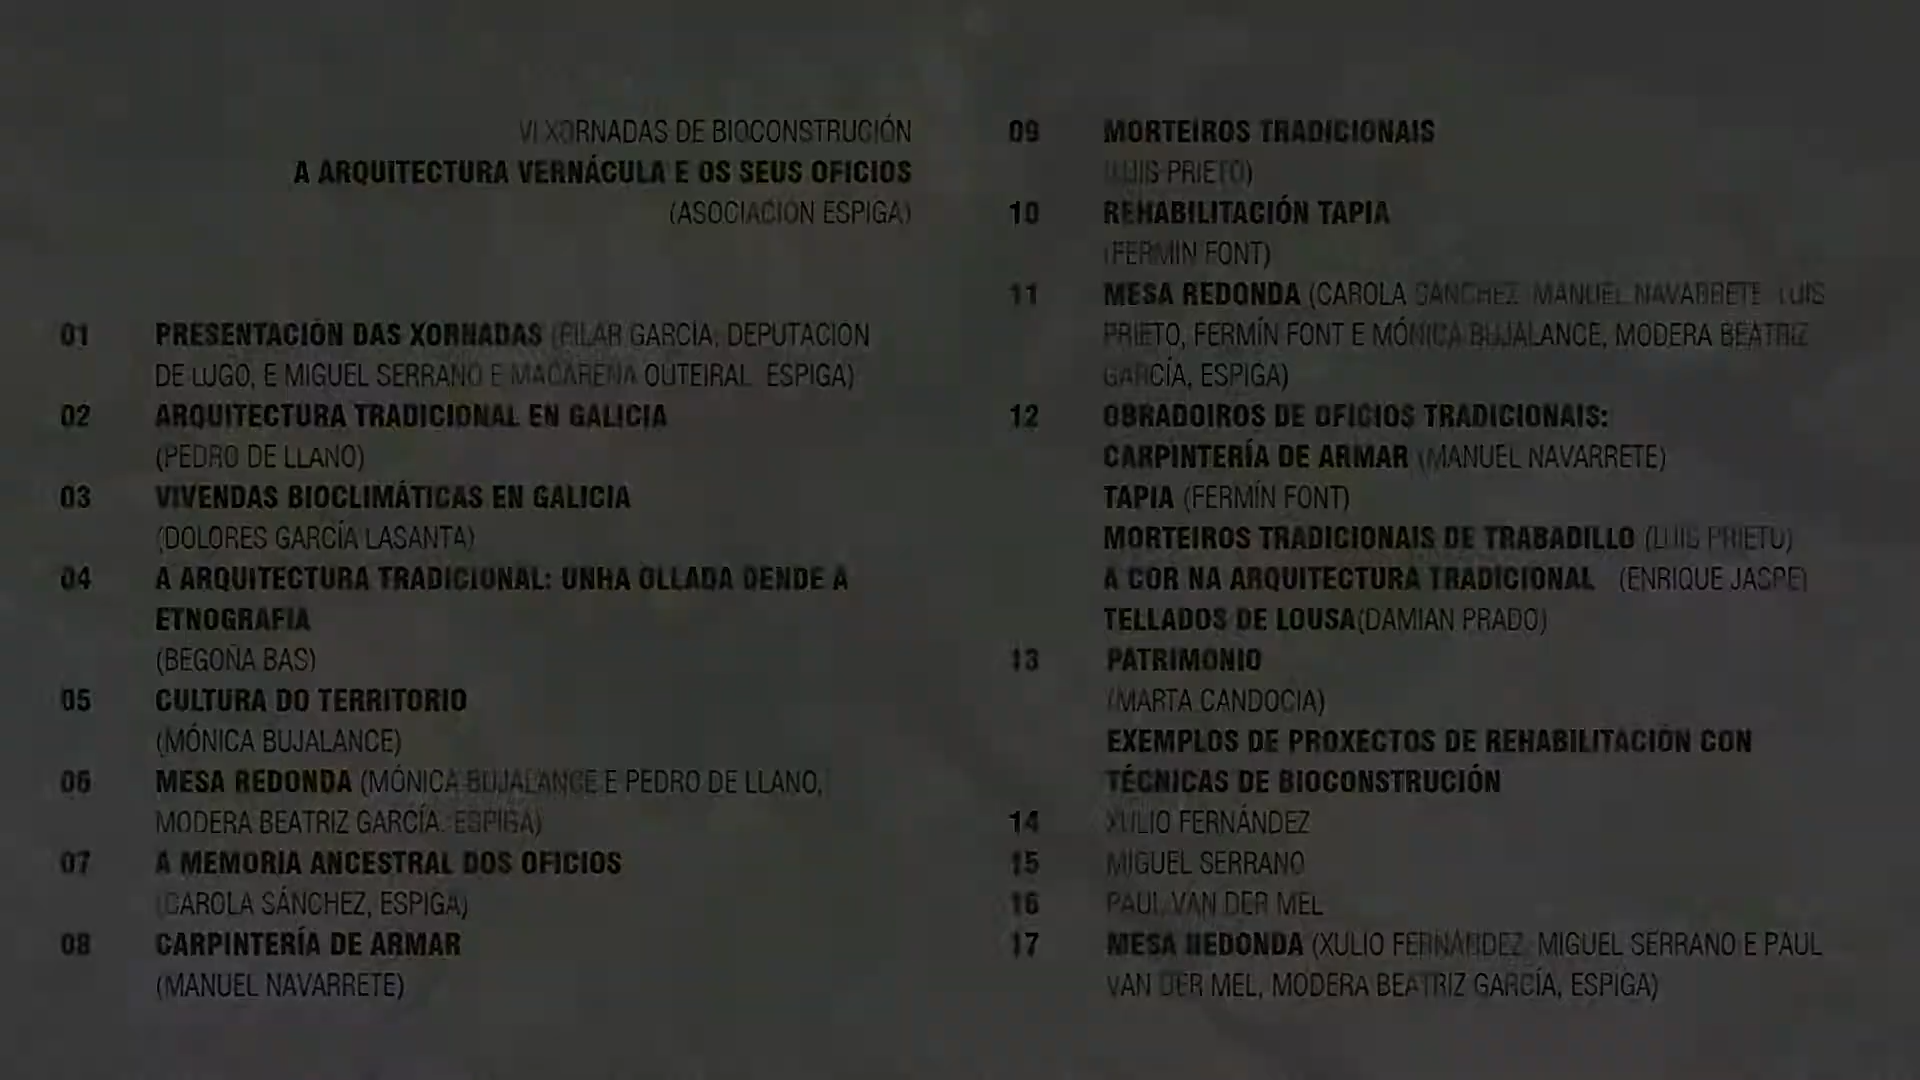 VI XORNADAS DE BIOCONSTRUCIÓN
A ARQUITECTURA VERNÁCULA E OS SEUS OFICIOS
(ASOCIACION ESPIGA)
01 PRESENTACIÓN DAS XORNADAS (PILAR GARCÍA, DEPUTACION
DE LUGO, E MIGUEL SERRANO E MACARENA OUTEIRAL, ESPIGA)
02 ARQUITECTURA TRADICIONAL EN GALICIA
(PEDRO DE LLANO)
03 VIVENDAS BIOCLIMÁTICAS EN GALICIA
(DOLORES GARCÍA LASANTA)
04 A ARQUITECTURA TRADICIONAL: UNHA OLLADA DENDE A
ETNOGRAFIA
(BEGOÑA BAS)
05 CULTURA DO TERRITORIO
(MÓNICA BUJALANCE)
06 MESA REDONDA (MÓNICA BUJALANCE E PEDRO DE LLANO,
MODERA BEATRIZ GARCÍA, ESPIGA)
07 A MEMORIA ANCESTRAL DOS OFICIOS
(CAROLA SÁNCHEZ, ESPIGA)
08 CARPINTERÍA DE ARMAR
(MANUEL NAVARRETE)
09 MORTEIROS TRADICIONAIS
(LUIS PRIETO)
10 REHABILITACIÓN TAPIA
(FERMIN FONT)
11 MESA REDONDA (CAROLA SÁNCHEZ, MANUEL NAVARRETE, LUIS
PRIETO, FERMÍN FONT E MÓNICA BUJALANCE, MODERA BEATRIZ
GARCÍA, ESPIGA)
12 OBRADOIROS DE OFICIOS TRADICIONAIS:
CARPINTERÍA DE ARMAR (MANUEL NAVARRETE)
TAPIA (FERMÍN FONT)
MORTEIROS TRADICIONAIS DE TRABADILLO (LUIS PRIETO)
A COR NA ARQUITECTURA TRADICIONAL (ENRIQUE JASPE)
TELLADOS DE LOUSA(DAMIAN PRADO)
13 PATRIMONIO
(MARTA CANDOCIA)
EXEMPLOS DE PROXECTOS DE REHABILITACIÓN CON
TÉCNICAS DE BIOCONSTRUCIÓN
14 XULIO FERNÁNDEZ
15 MIGUEL SERRANO
16 PAUL VAN DER MEL
17 MESA REDONDA (XULIO FERNÁNDEZ, MIGUEL SERRANO E PAUL
VAN DER MEL, MODERA BEATRIZ GARCÍA, ESPIGA)